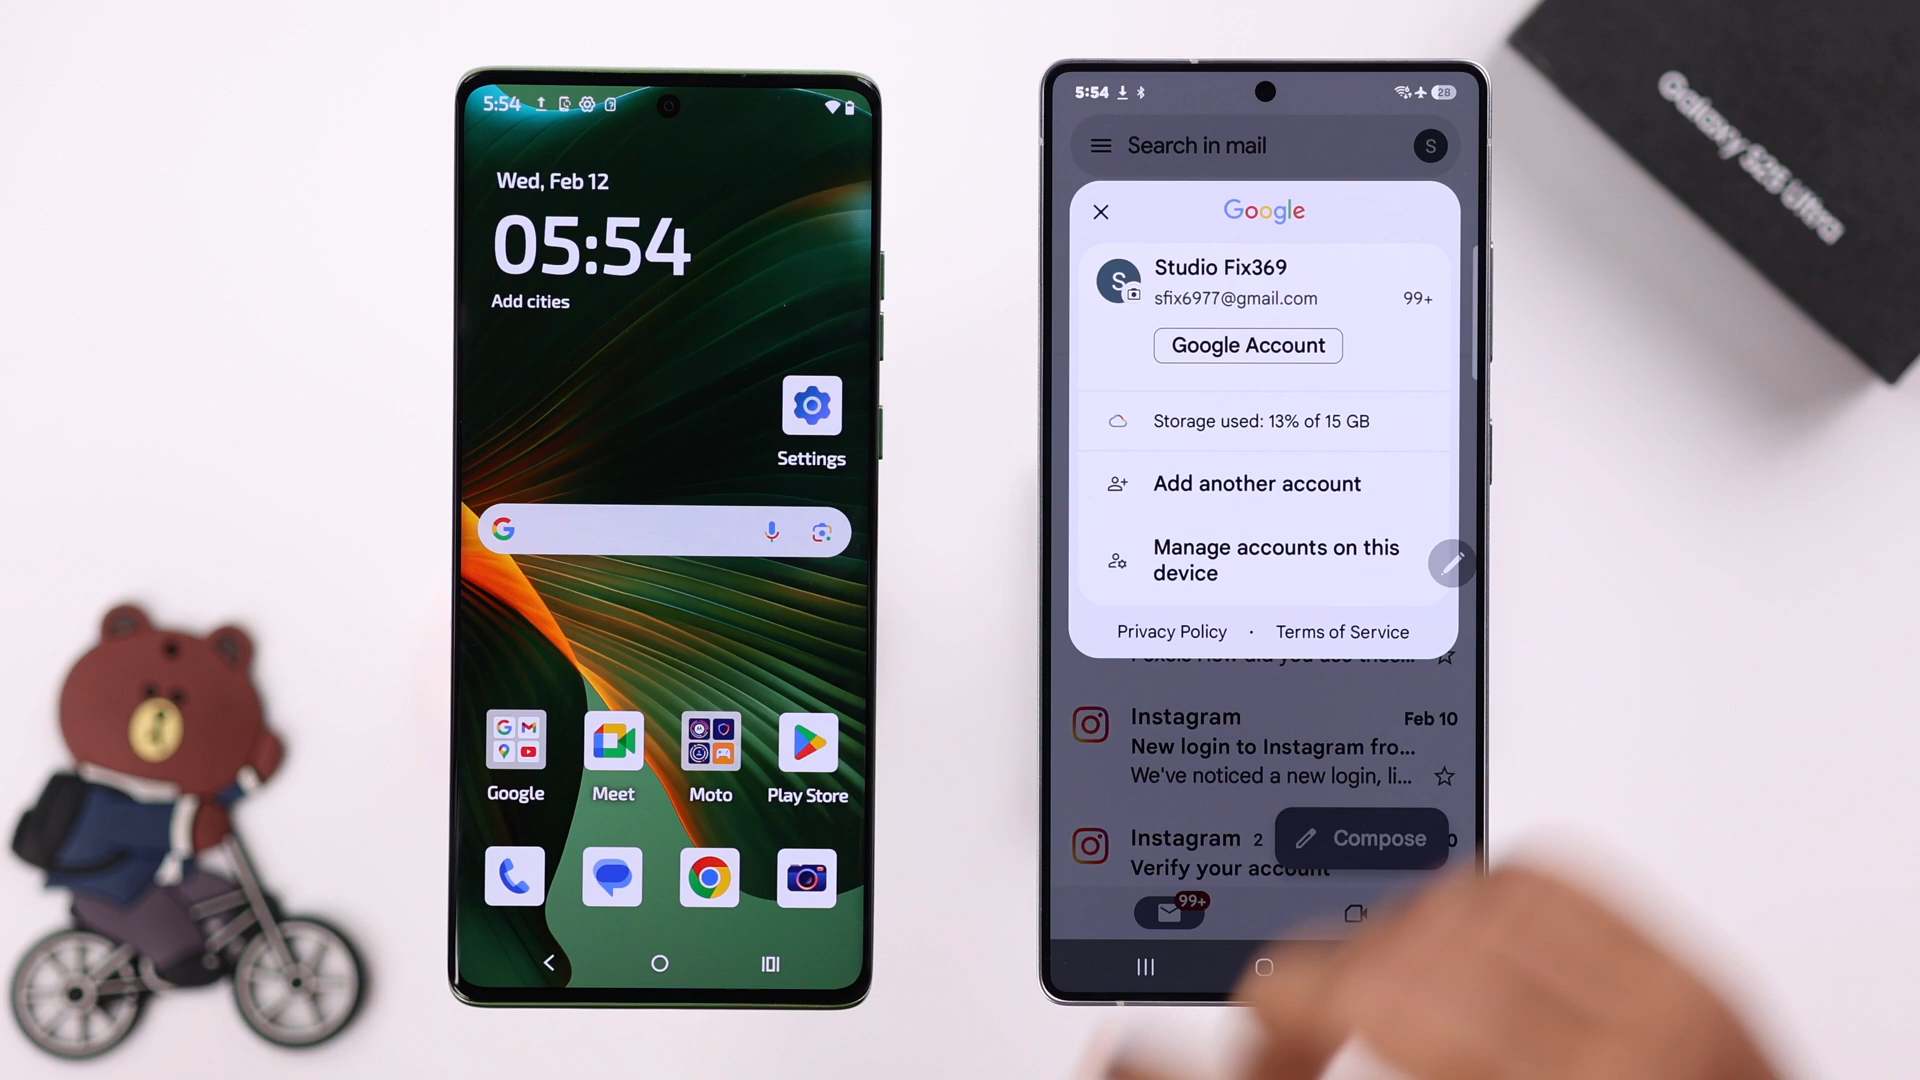 5:54
Wed, Feb 12
05:54
Add cities
Settings
Google
Meet
Moto
Play Store
5:54
28
Search in mail
S
Google
S
Studio Fix369
sfix6977@gmail.com
99+
Google Account
Storage used: 13% of 15 GB
Add another account
Manage accounts on this
device
Privacy Policy · Terms of Service
Instagram
Feb 10
New login to Instagram fro...
We've noticed a new login, li...
Instagram 2
Compose
Verify your account
99+
Galaxy S25 Ultra